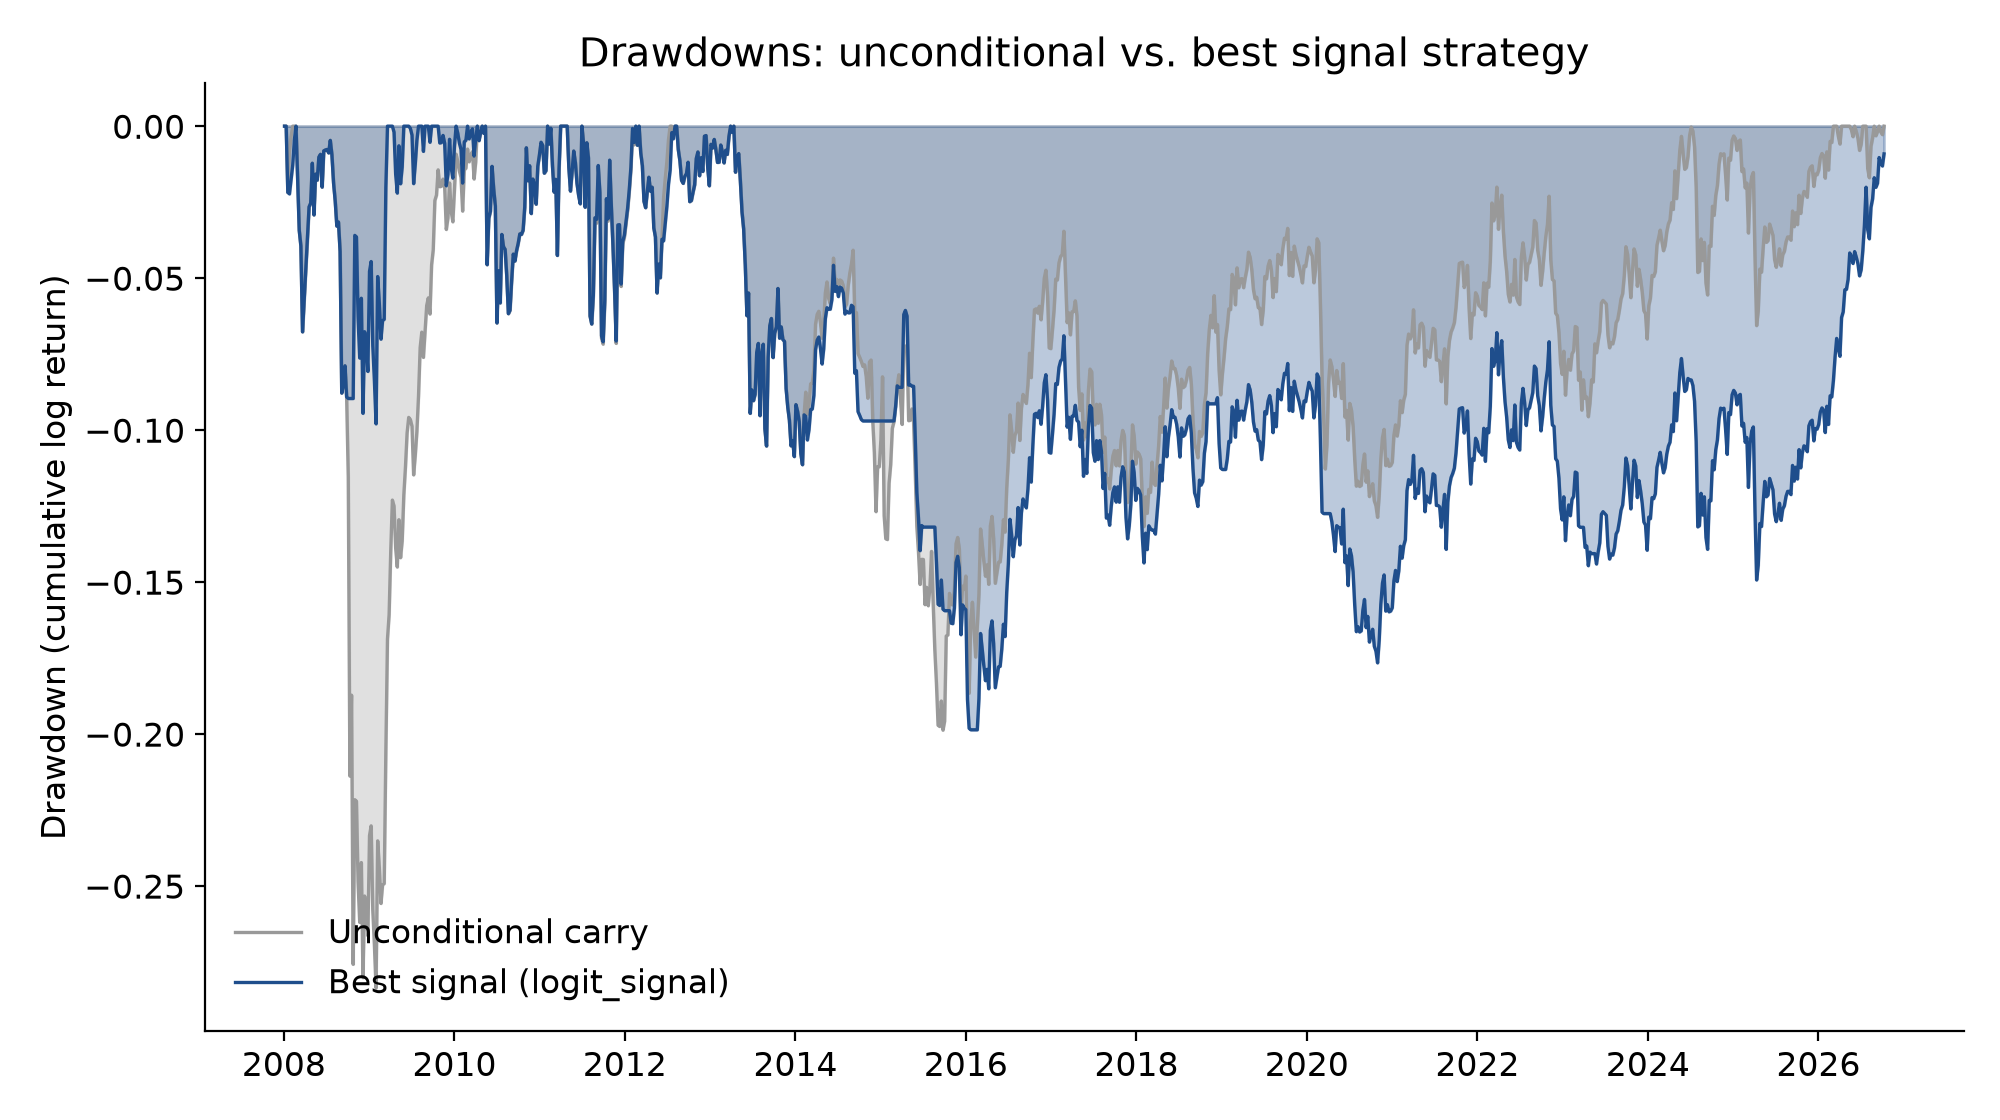 Drawdowns: unconditional vs. best signal strategy
Drawdown (cumulative log return)
0.00
−0.05
−0.10
−0.15
−0.20
−0.25
Unconditional carry
Best signal (logit_signal)
2008 2010 2012 2014 2016 2018 2020 2022 2024 2026